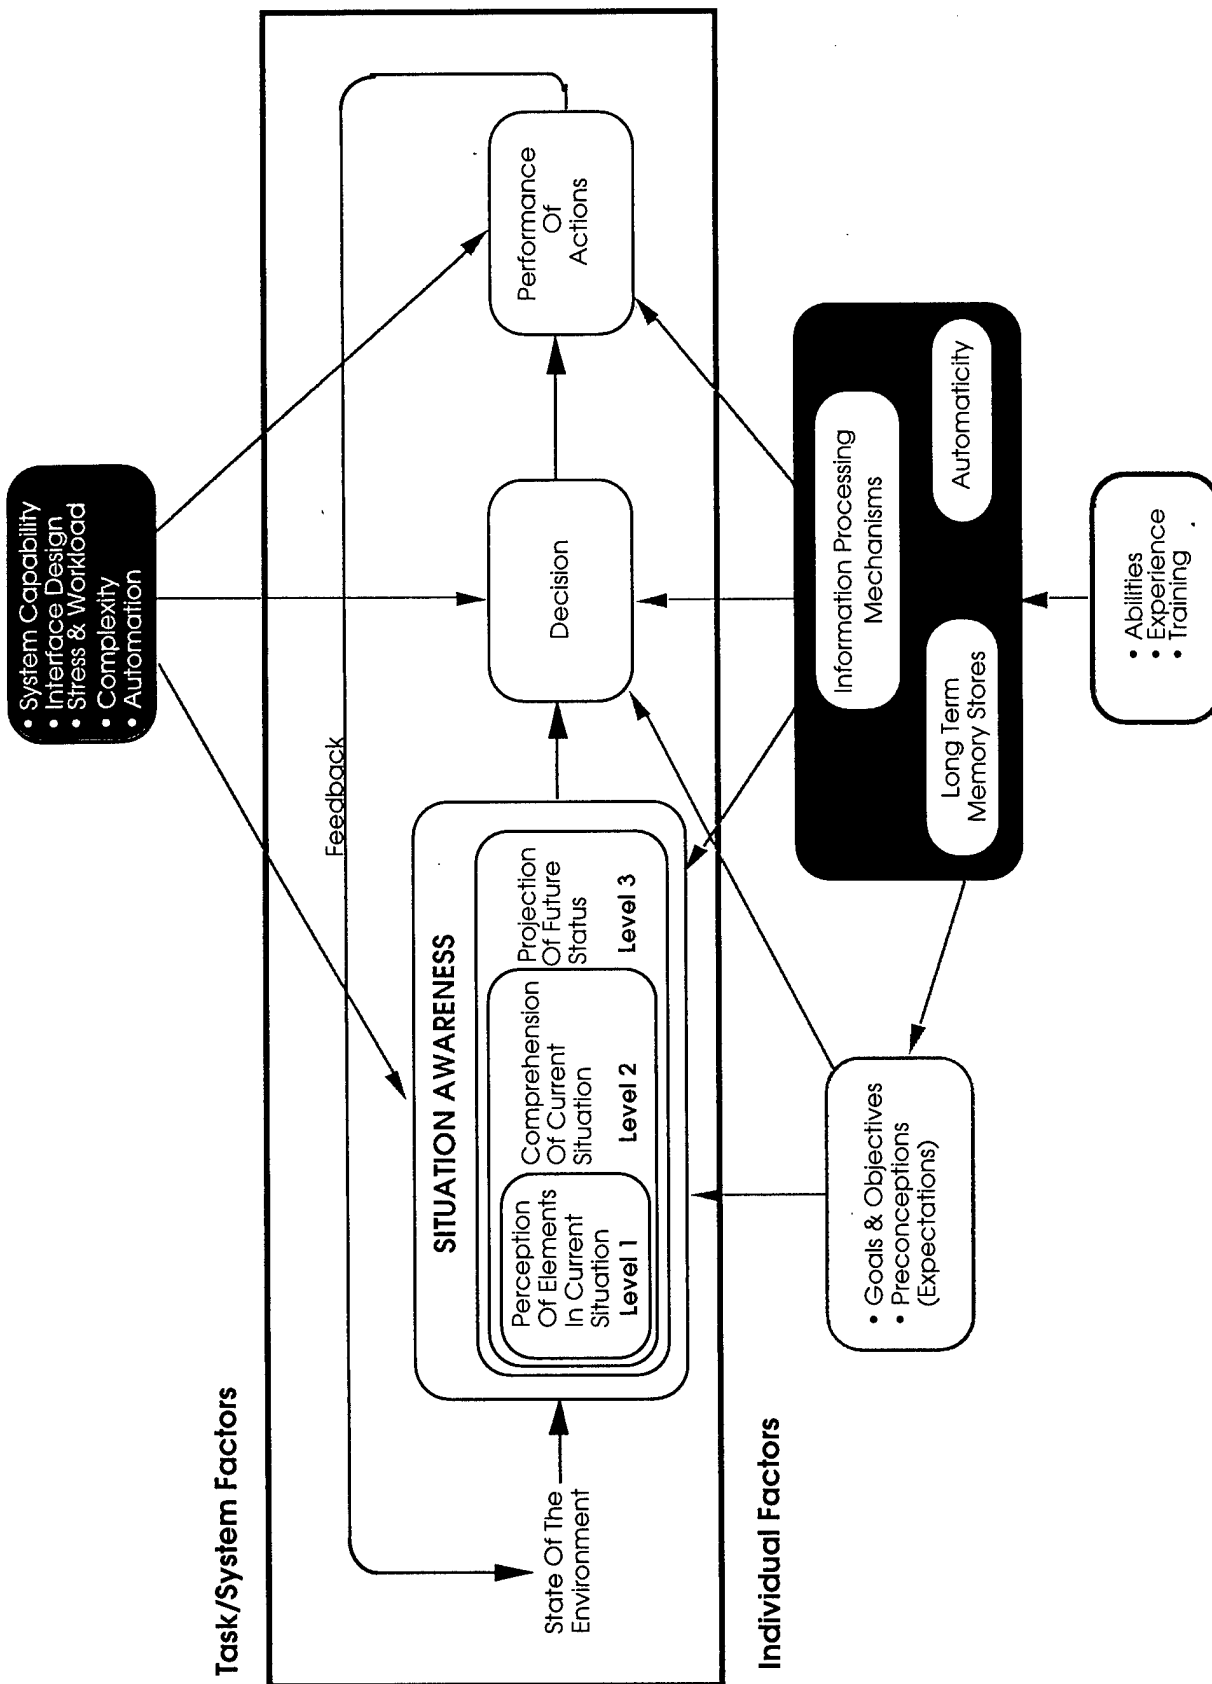 • System Capability
• Interface Design
• Stress & Workload
• Complexity
• Automation
Task/System Factors
Feedback
SITUATION AWARENESS
Perception
Of Elements
In Current
Situation
Level 1
Comprehension
Of Current
Situation
Level 2
Projection
Of Future
Status
Level 3
State Of The
Environment
Decision
Performance
Of
Actions
Individual Factors
• Goals & Objectives
• Preconceptions
(Expectations)
Information Processing
Mechanisms
Long Term
Memory Stores
Automaticity
• Abilities
• Experience
• Training